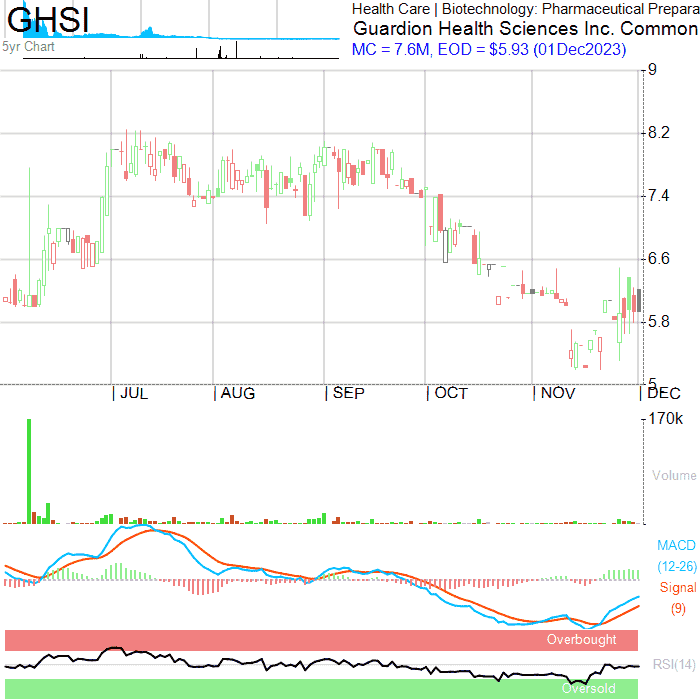 GHSI
Health Care | Biotechnology: Pharmaceutical Prepara
Guardion Health Sciences Inc. Common
MC = 7.6M, EOD = $5.93 (01Dec2023)
5yr Chart
9
8.2
7.4
6.6
5.8
5
JUL AUG SEP OCT NOV DEC
170k
Volume
MACD
(12-26)
Signal
(9)
Overbought
RSI(14)
Oversold